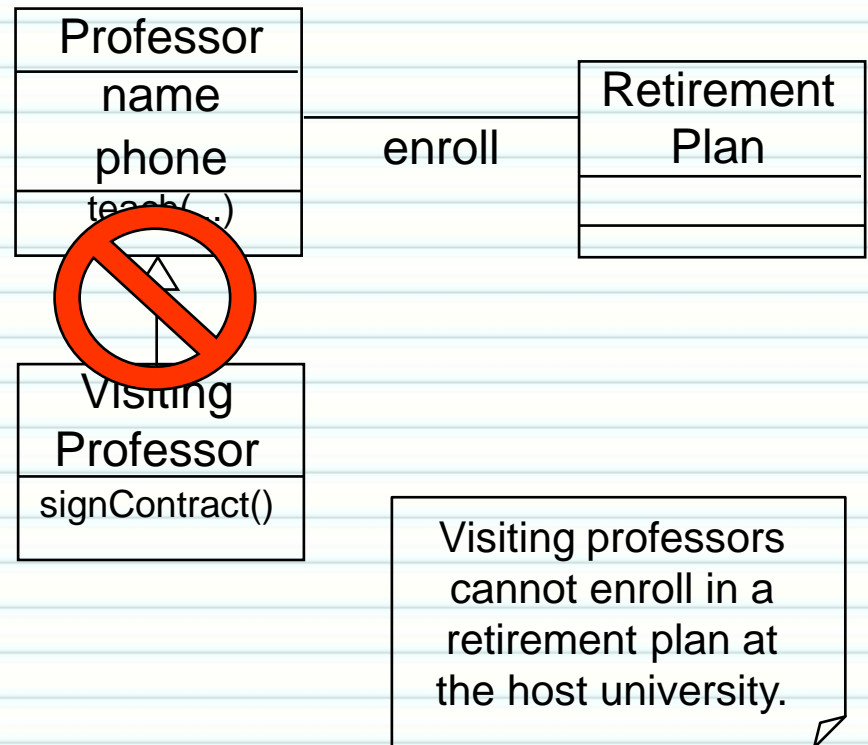 Professor
name
phone
teach(...)
enroll
Retirement
Plan
Visiting
Professor
signContract()
Visiting professors
cannot enroll in a
retirement plan at
the host university.